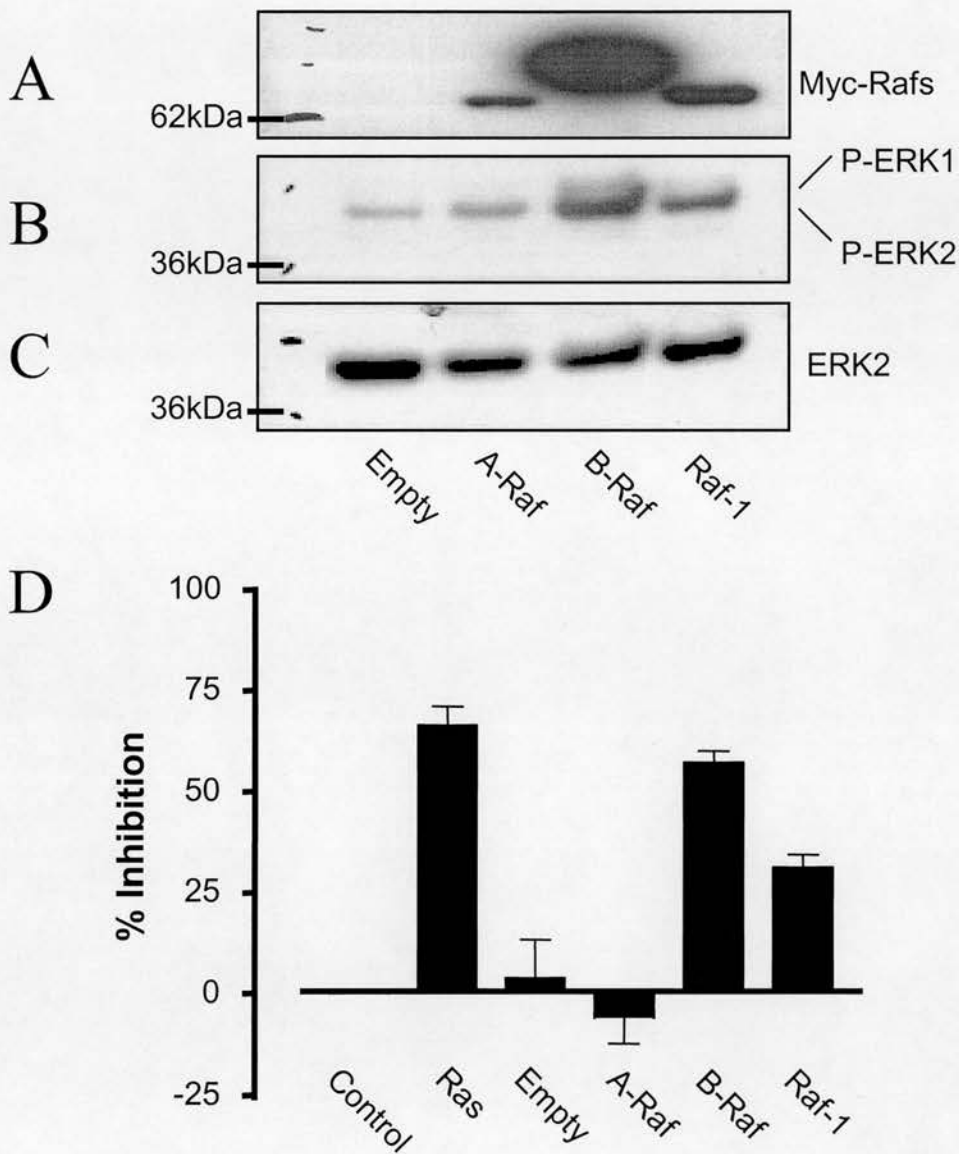 A
Myc-Rafs
62kDa
B
P-ERK1
P-ERK2
36kDa
C
ERK2
36kDa
Empty
A-Raf
B-Raf
Raf-1
D
% Inhibition
100
75
50
25
0
-25
Control
Ras
Empty
A-Raf
B-Raf
Raf-1